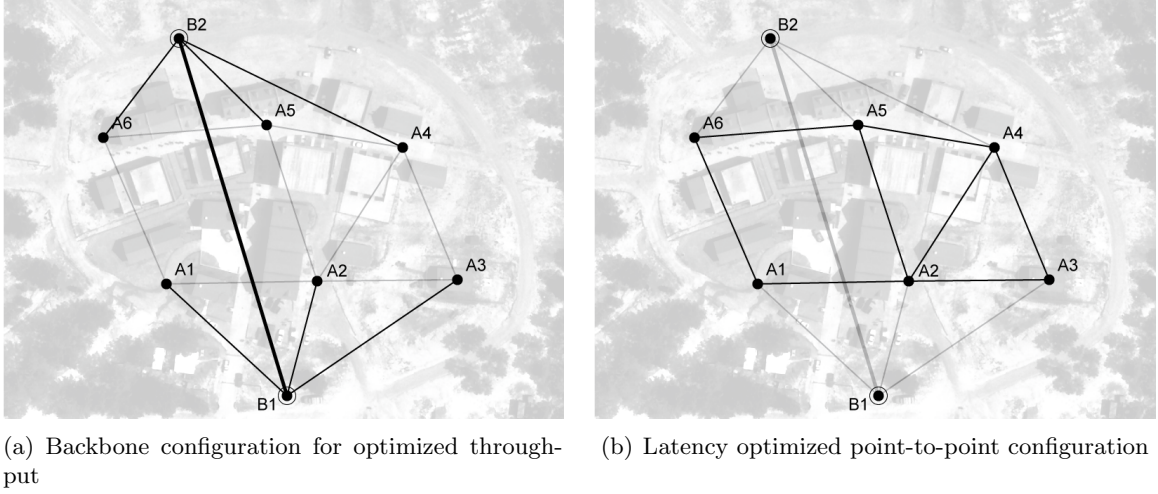 B2
A5
A6
A4
A1
A2
A3
B1
B2
A5
A6
A4
A1
A2
A3
B1
(a) Backbone configuration for optimized through-
put
(b) Latency optimized point-to-point configuration